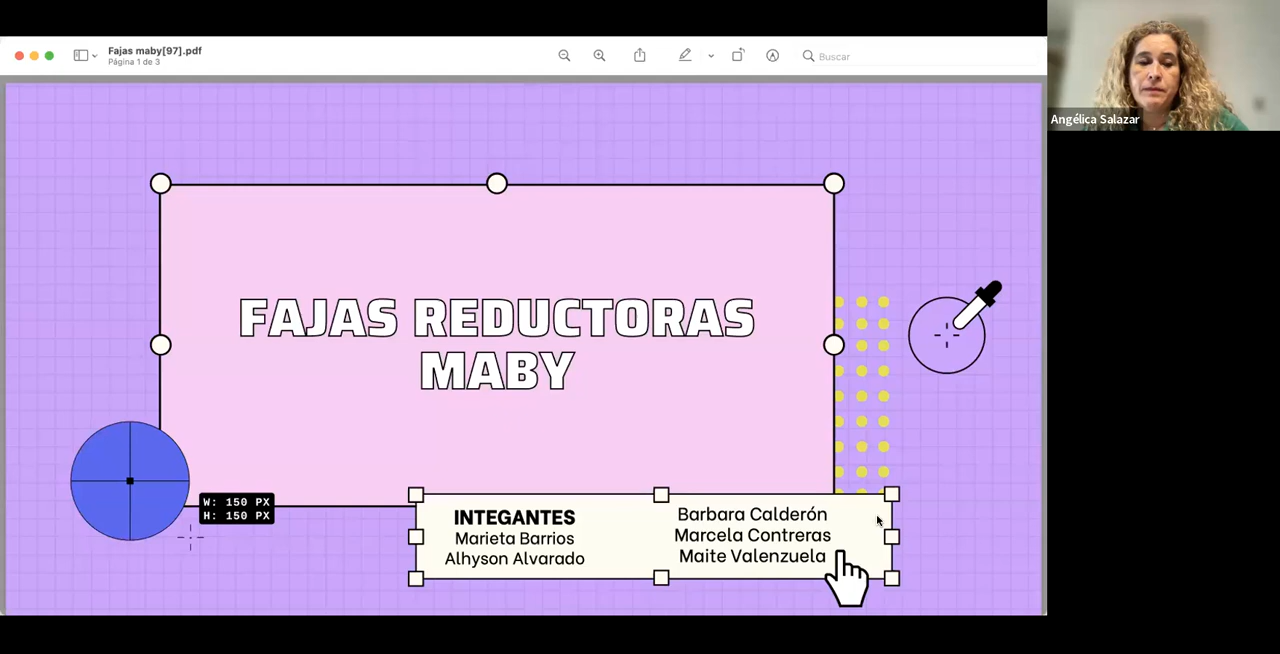 Fajas maby[97].pdf
Página 1 de 3
Buscar
Angélica Salazar
FAJAS REDUCTORAS
MABY
W: 150 PX
H: 150 PX
INTEGANTES
Marieta Barrios
Alhyson Alvarado
Barbara Calderón
Marcela Contreras
Maite Valenzuela